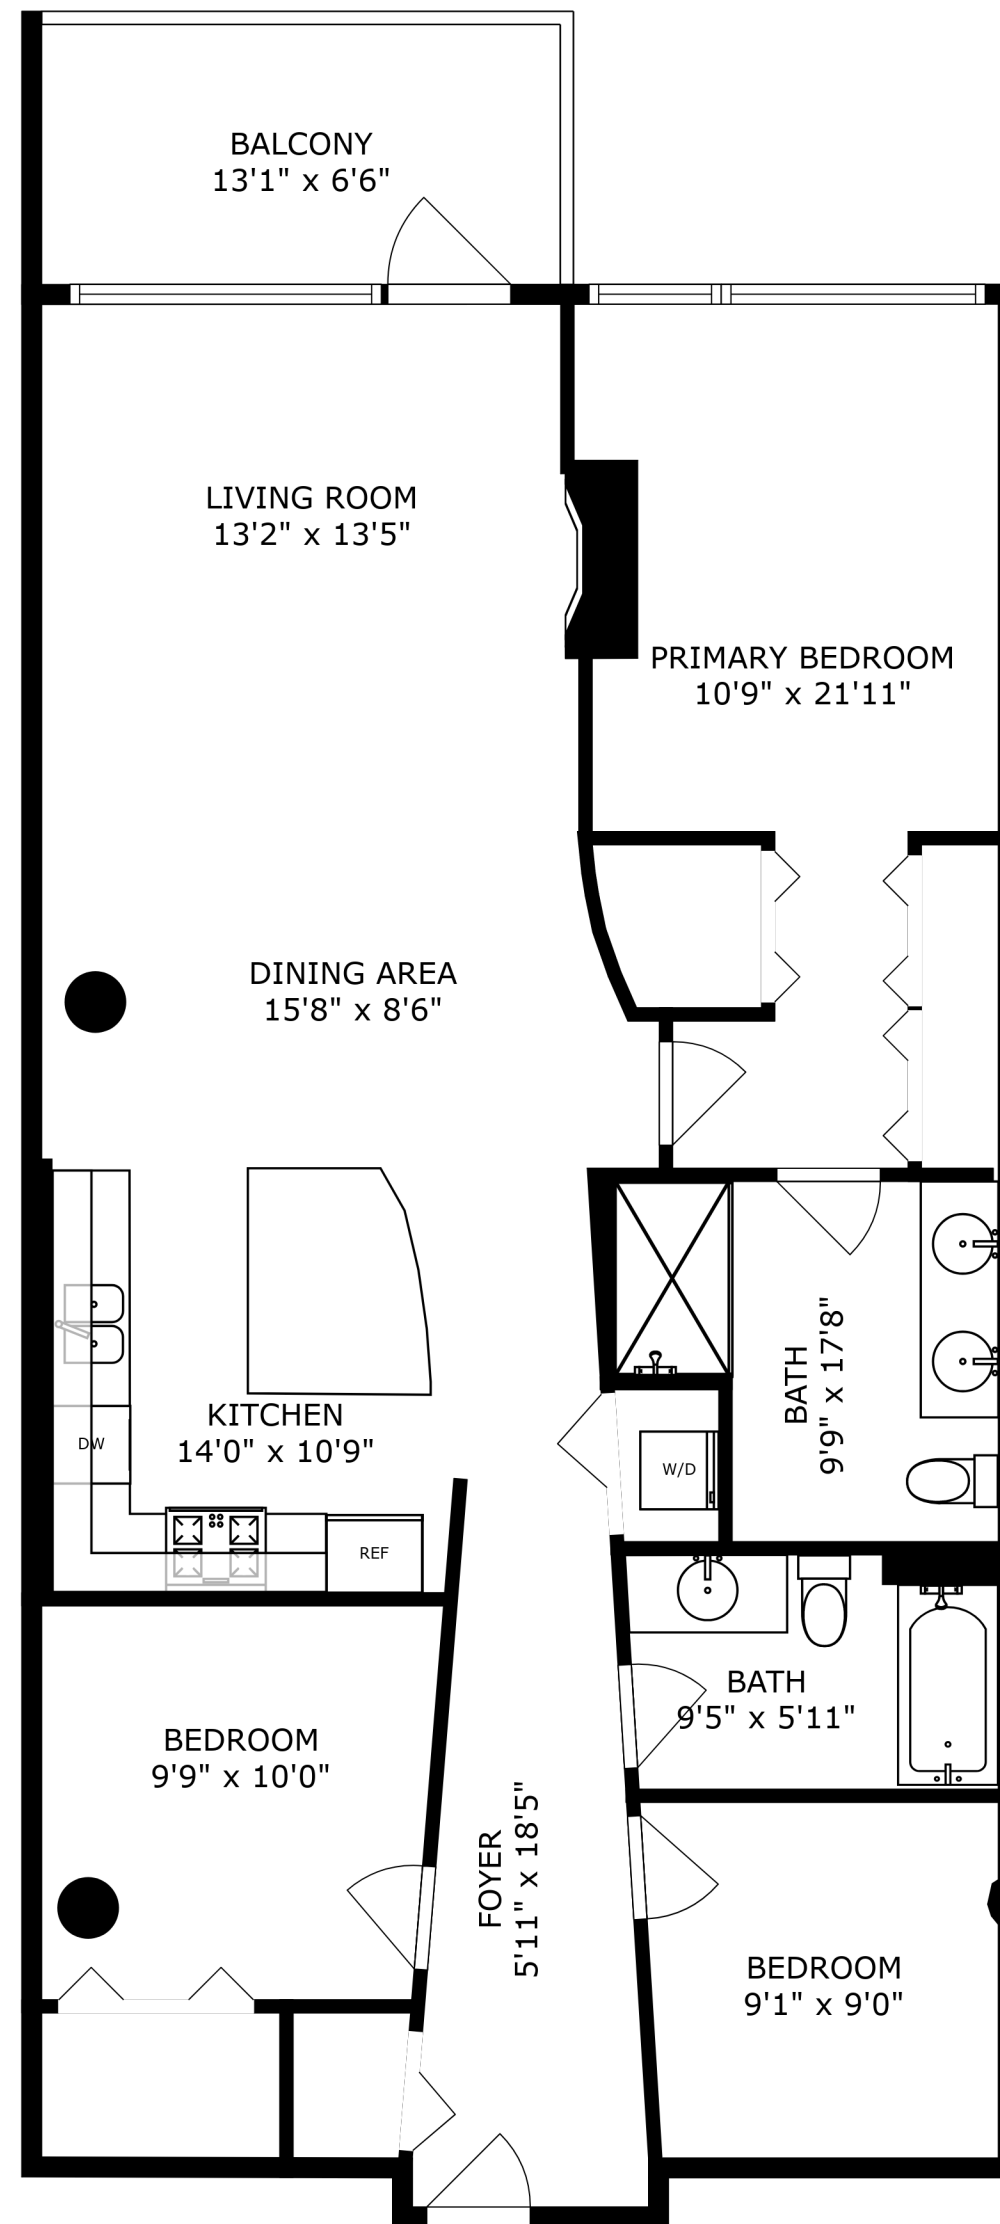 BALCONY
13'1" x 6'6"
LIVING ROOM
13'2" x 13'5"
PRIMARY BEDROOM
10'9" x 21'11"
DINING AREA
15'8" x 8'6"
KITCHEN
14'0" x 10'9"
DW
REF
W/D
BATH
9'9" x 17'8"
BATH
9'5" x 5'11"
BEDROOM
9'9" x 10'0"
FOYER
5'11" x 18'5"
BEDROOM
9'1" x 9'0"